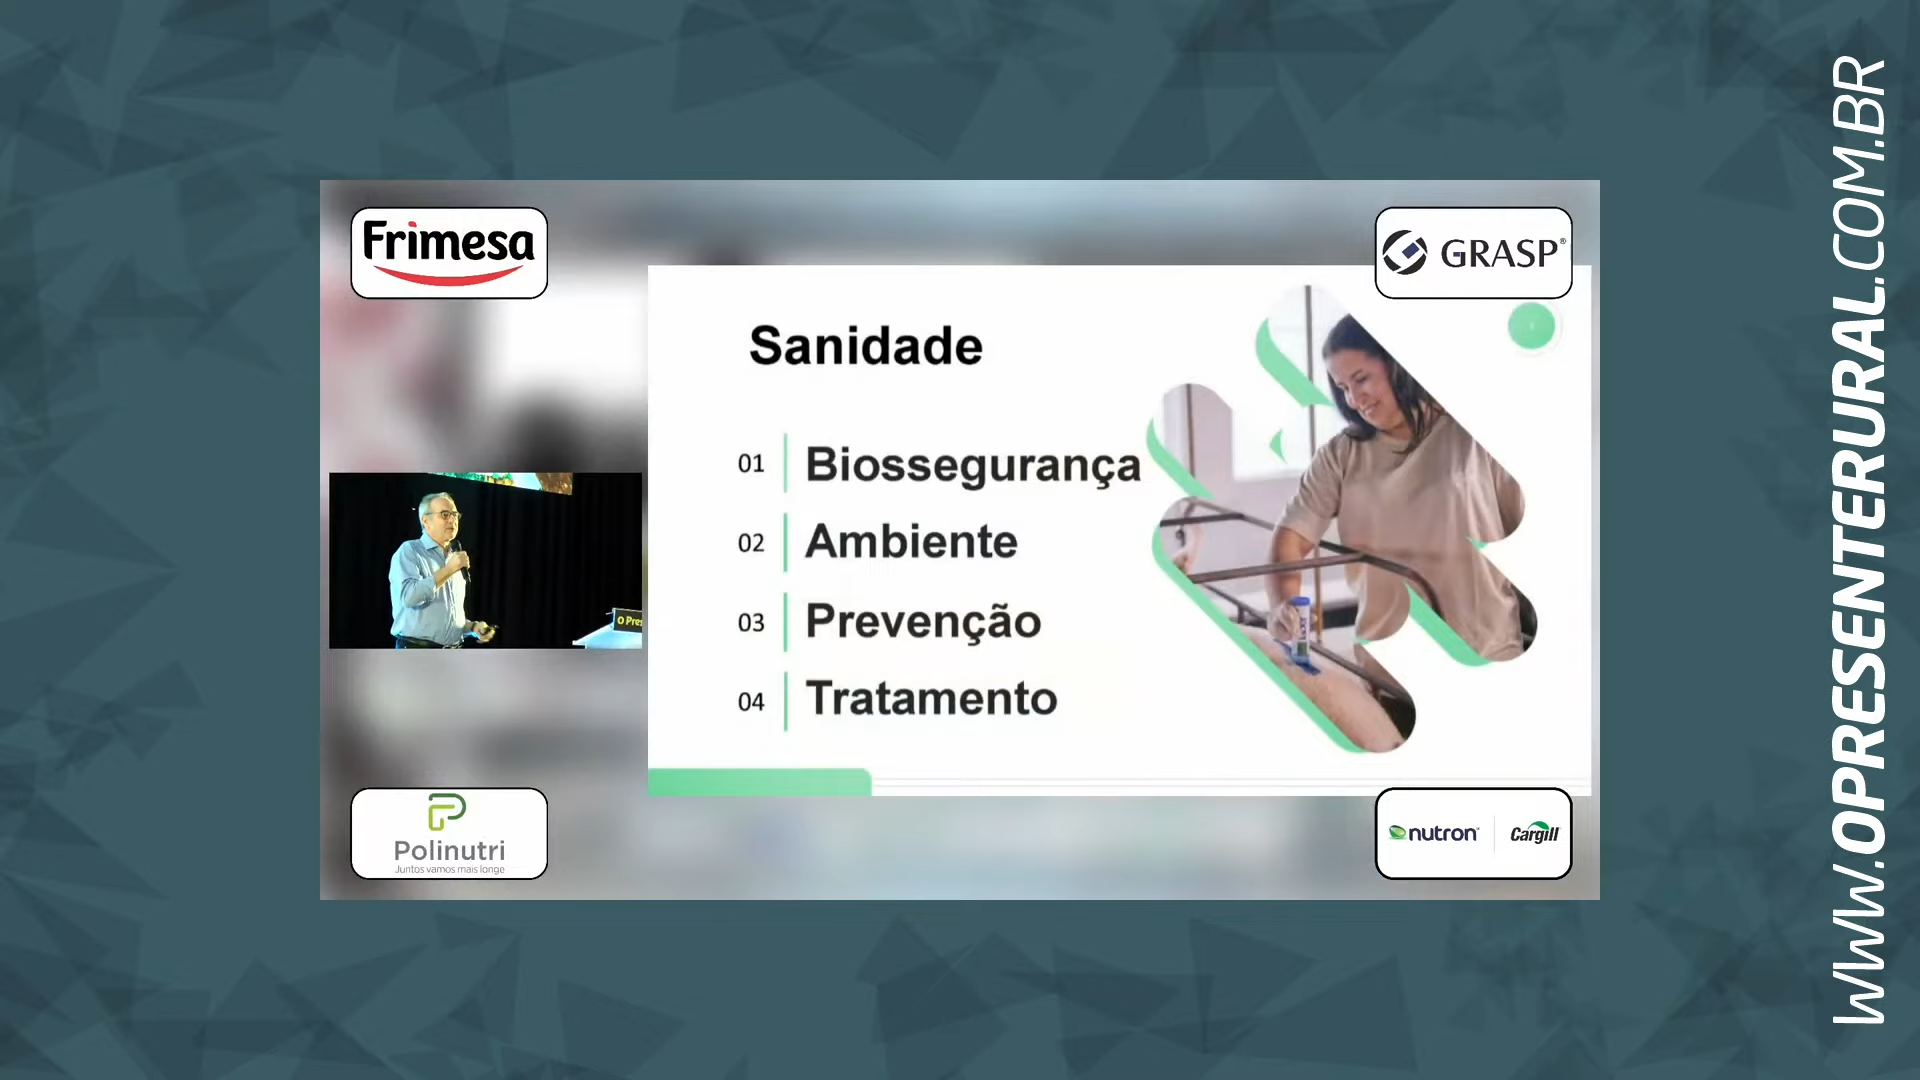 Frimesa
GRASP®
Sanidade
01 Biossegurança
02 Ambiente
03 Prevenção
04 Tratamento
O Pres
Polinutri
Juntos vamos mais longe
nutron
Cargill
WWW.OPRESENTERURAL.COM.BR